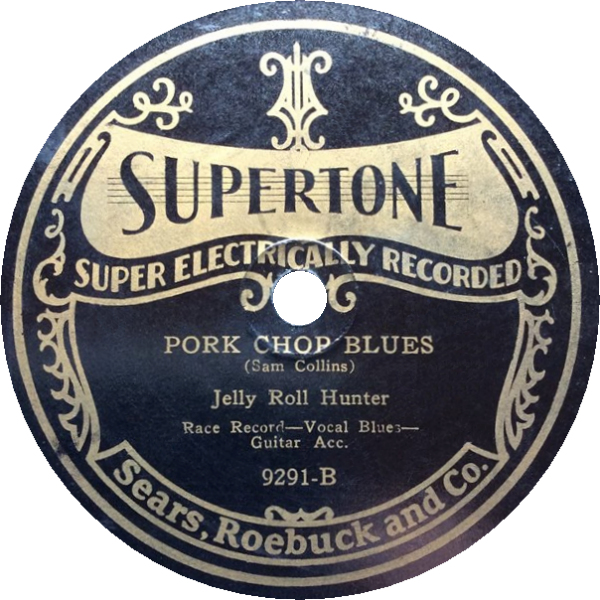 SUPERTONE
SUPER ELECTRICALLY RECORDED
PORK CHOP BLUES
(Sam Collins)
Jelly Roll Hunter
Race Record—Vocal Blues—
Guitar Acc.
9291-B
Sears, Roebuck and Co.